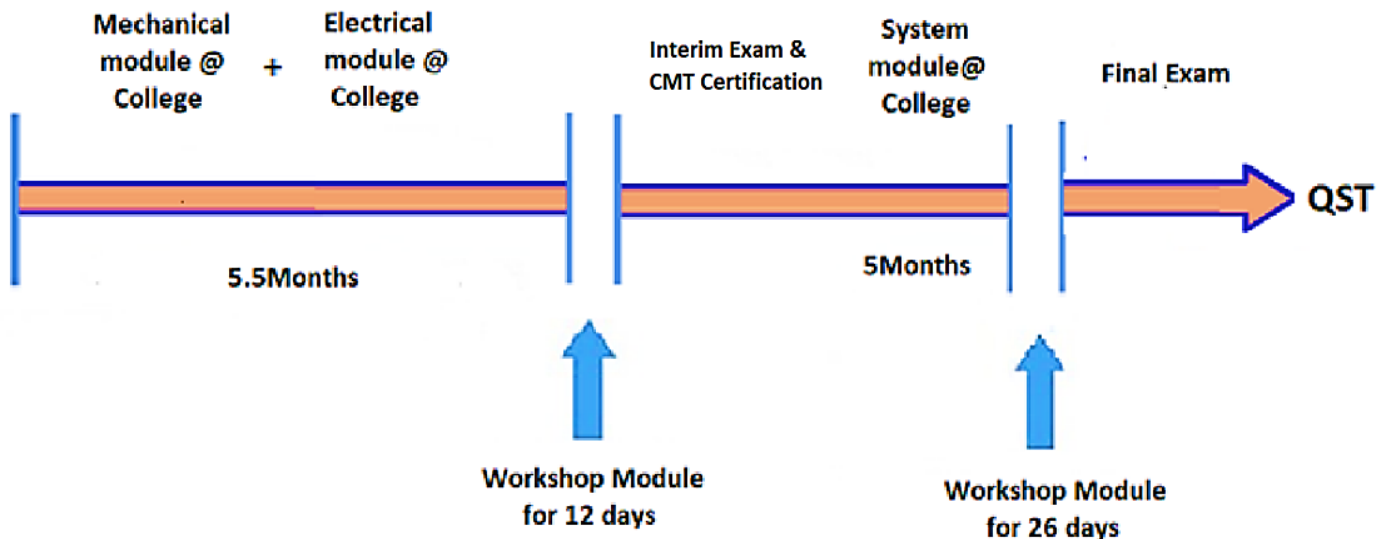 Mechanical
module @
College
+
Electrical
module @
College
Interim Exam &
CMT Certification
System
module@
College
Final Exam
QST
5.5Months
5Months
Workshop Module
for 12 days
Workshop Module
for 26 days